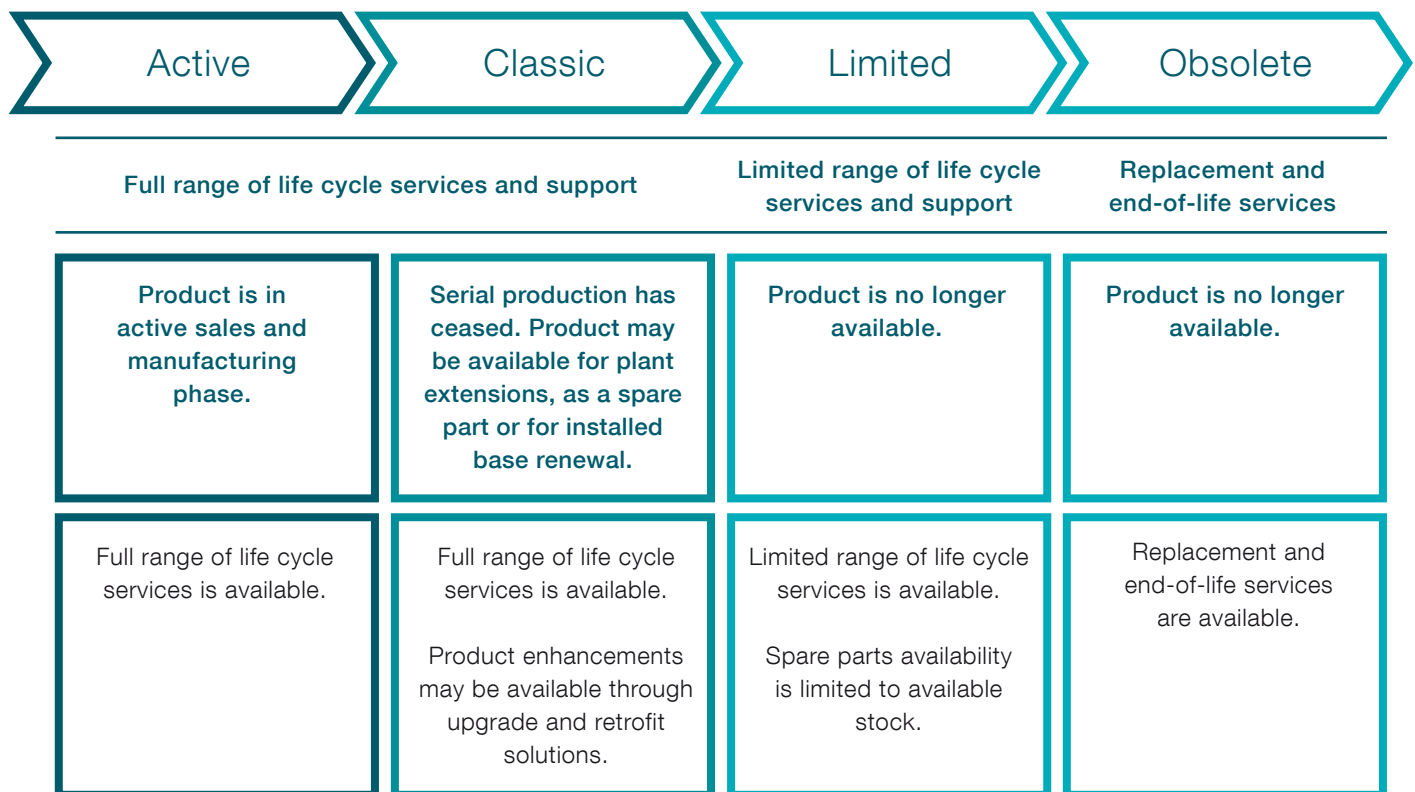 Active
Classic
Limited
Obsolete
Full range of life cycle services and support
Limited range of life cycle
services and support
Replacement and
end-of-life services
Product is in
active sales and
manufacturing
phase.
Serial production has
ceased. Product may
be available for plant
extensions, as a spare
part or for installed
base renewal.
Product is no longer
available.
Product is no longer
available.
Full range of life cycle
services is available.
Full range of life cycle
services is available.
Product enhancements
may be available through
upgrade and retrofit
solutions.
Limited range of life cycle
services is available.
Spare parts availability
is limited to available
stock.
Replacement and
end-of-life services
are available.